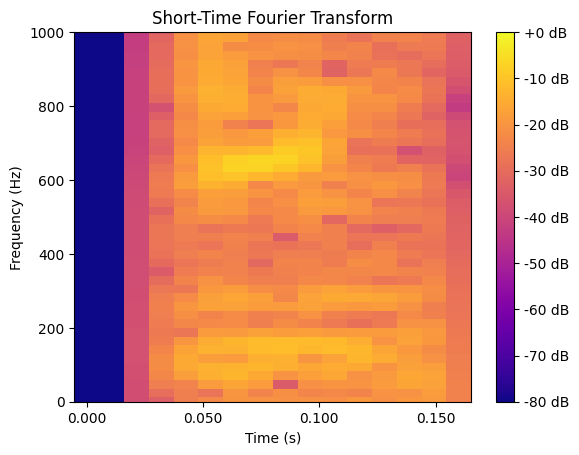 Short-Time Fourier Transform
1000
800
600
400
200
0
Frequency (Hz)
0.000
0.050
0.100
0.150
Time (s)
+0 dB
-10 dB
-20 dB
-30 dB
-40 dB
-50 dB
-60 dB
-70 dB
-80 dB